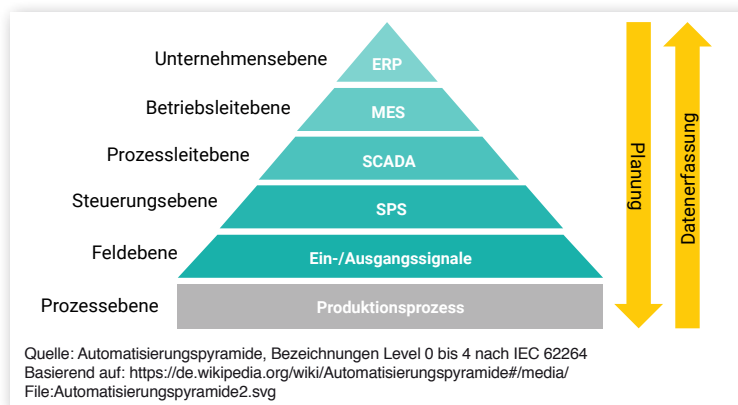 Unternehmensebene
ERP
Betriebsleitebene
MES
Prozessleitebene
SCADA
Steuerungsebene
SPS
Feldebene
Ein-/Ausgangssignale
Prozessebene
Produktionsprozess
Planung
Datenerfassung
Quelle: Automatisierungspyramide, Bezeichnungen Level 0 bis 4 nach IEC 62264
Basierend auf: https://de.wikipedia.org/wiki/Automatisierungspyramide#/media/
File:Automatisierungspyramide2.svg